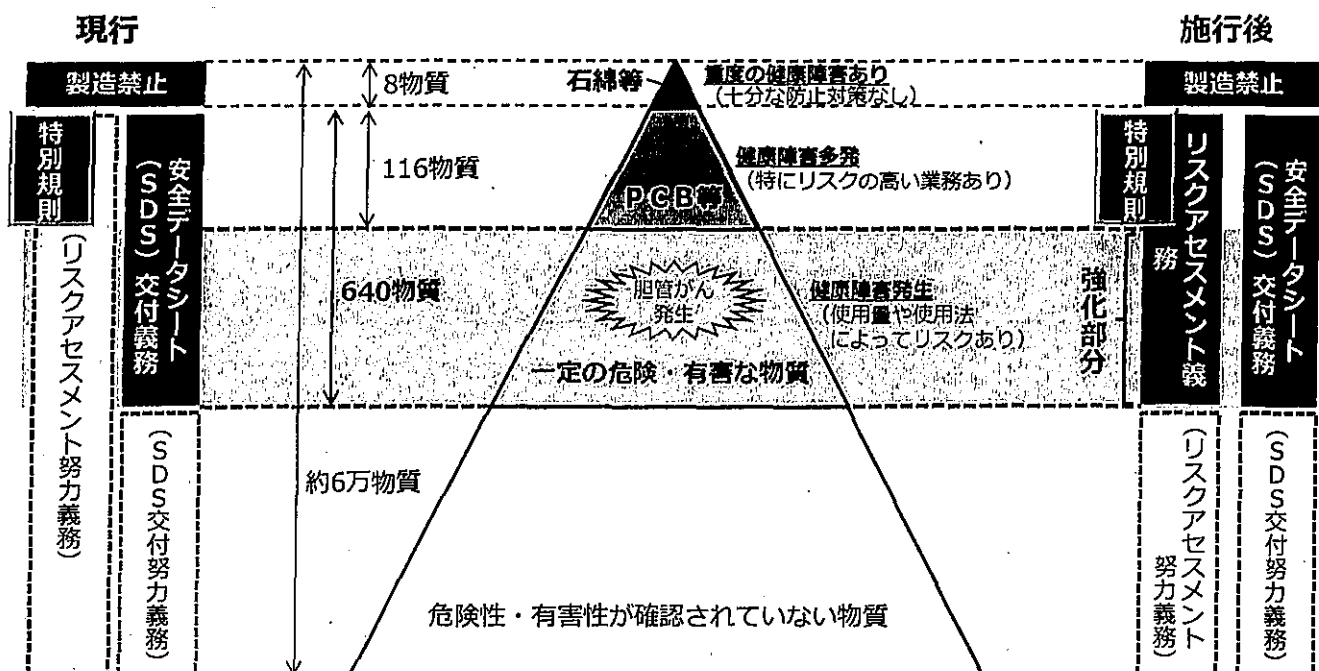 現行
施行後
製造禁止
8物質
石綿等
重度の健康障害あり
(十分な防止対策なし)
製造禁止
特別規則
安全データシート
(SDS)交付義務
116物質
PCB等
健康障害多発
(特にリスクの高い業務あり)
特別規則
リスクアセスメント義
務
安全データシート
(SDS)交付義務
(リスクアセスメント努力義務)
640物質
胆管がん
発生
健康障害発生
(使用量や使用法
によってリスクあり)
強化部分
一定の危険・有害な物質
(SDS交付努力義務)
約6万物質
危険性・有害性が確認されていない物質
(リスクアセスメント
努力義務)
(SDS交付努力義務)